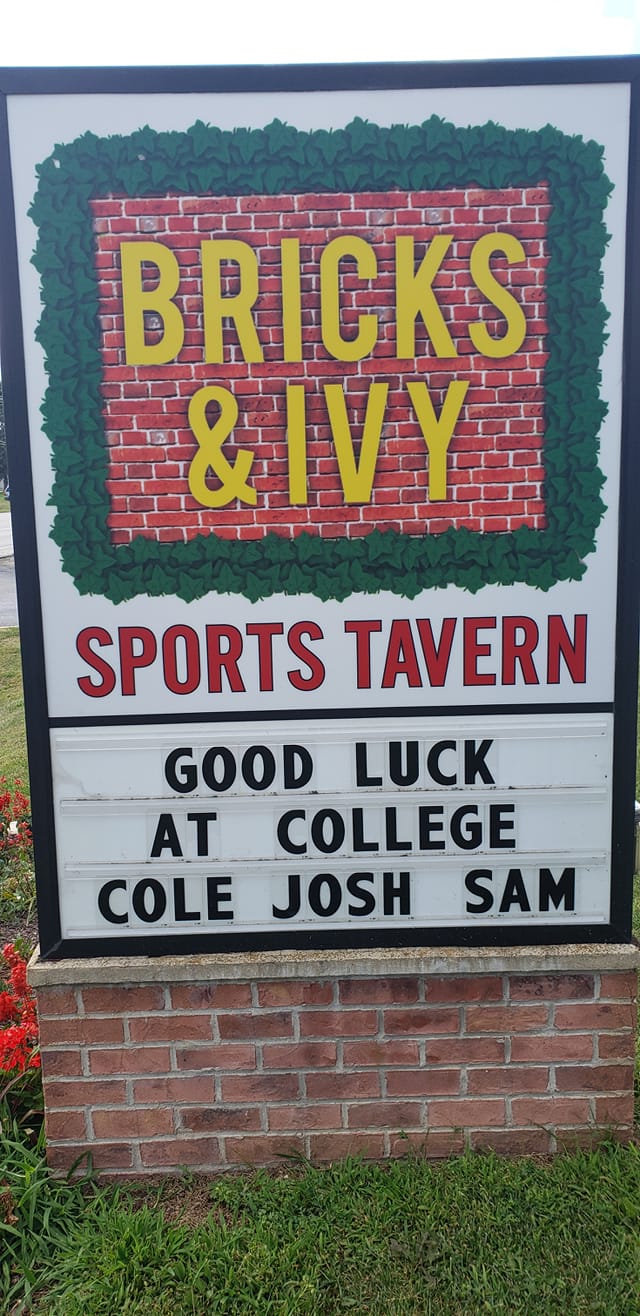 BRICKS
& IVY
SPORTS TAVERN
GOOD LUCK
AT COLLEGE
COLE JOSH SAM